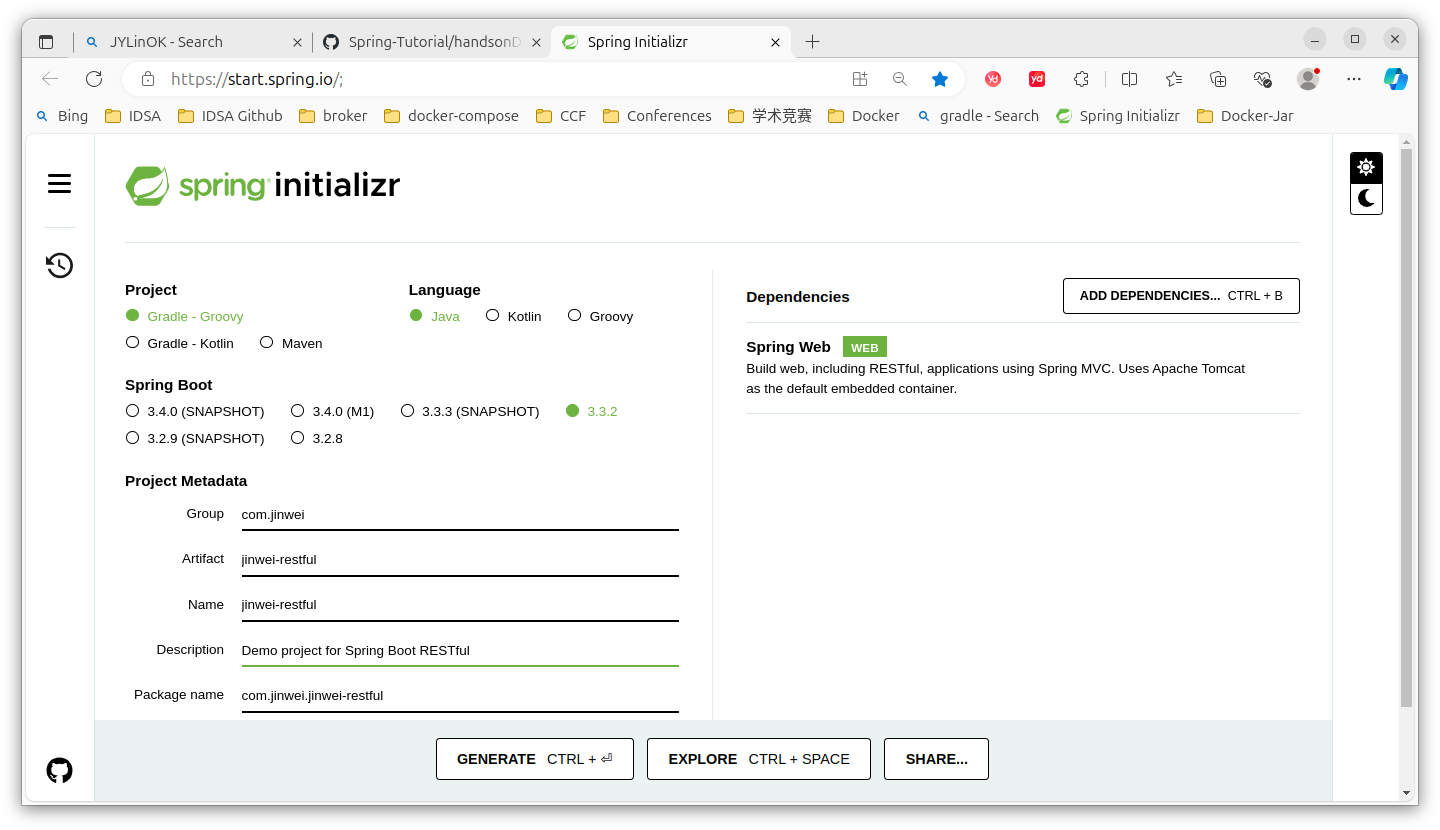 JYLinOK - Search
Spring-Tutorial/handsonD
Spring Initializr
https://start.spring.io/;
yd
yd
Bing
IDSA
IDSA Github
broker
docker-compose
CCF
Conferences
学术竞赛
Docker
gradle - Search
Spring Initializr
Docker-Jar
spring initializr
Project
Gradle - Groovy
Gradle - Kotlin Maven
Language
Java Kotlin Groovy
Spring Boot
3.4.0 (SNAPSHOT) 3.4.0 (M1) 3.3.3 (SNAPSHOT) 3.3.2
3.2.9 (SNAPSHOT) 3.2.8
Project Metadata
Group com.jinwei
Artifact jinwei-restful
Name jinwei-restful
Description Demo project for Spring Boot RESTful
Package name com.jinwei.jinwei-restful
Dependencies
ADD DEPENDENCIES... CTRL + B
Spring Web WEB
Build web, including RESTful, applications using Spring MVC. Uses Apache Tomcat
as the default embedded container.
GENERATE CTRL + ⏎
EXPLORE CTRL + SPACE
SHARE...